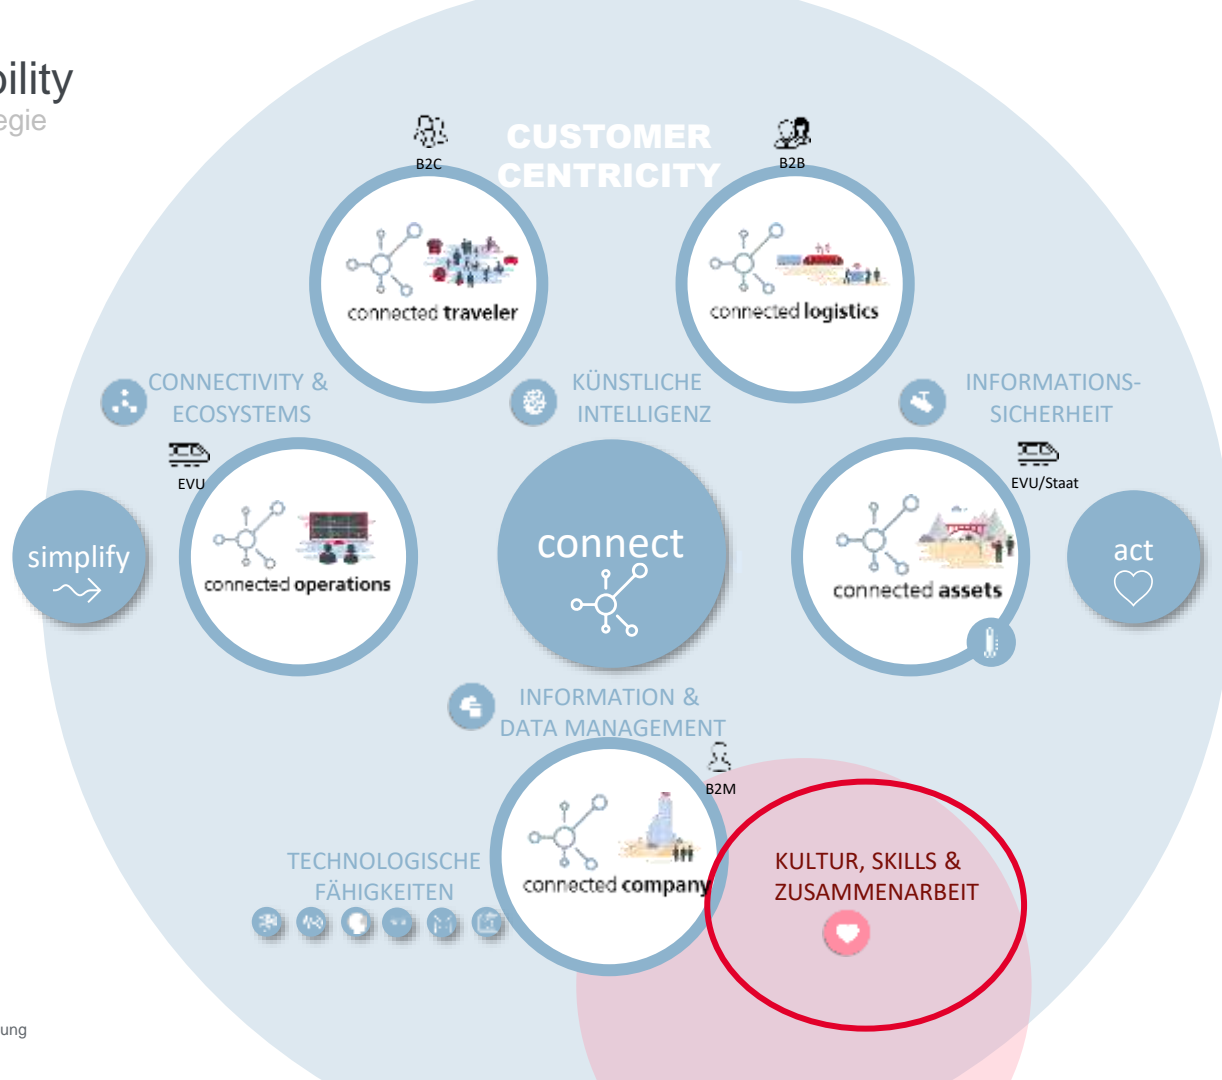 bility
egie
CUSTOMER
CENTRICITY
B2C
B2B
connected traveler
connected logistics
CONNECTIVITY &
ECOSYSTEMS
KÜNSTLICHE
INTELLIGENZ
INFORMATIONS-
SICHERHEIT
EVU
EVU/Staat
simplify
connected operations
connect
connected assets
act
INFORMATION &
DATA MANAGEMENT
B2M
TECHNOLOGISCHE
FÄHIGKEITEN
connected company
KULTUR, SKILLS &
ZUSAMMENARBEIT
ung